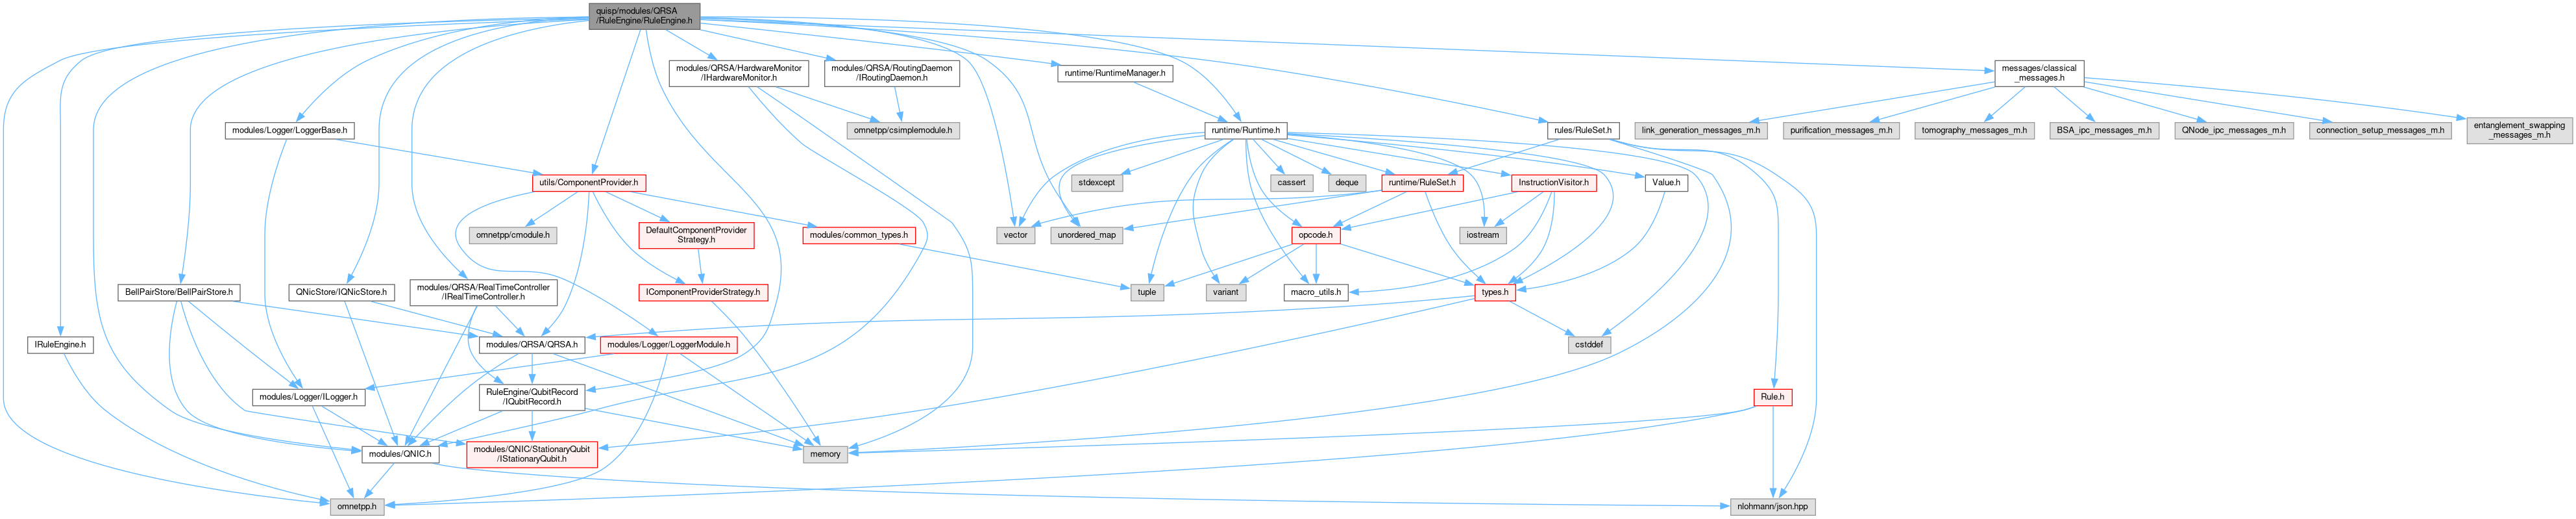 quisp/modules/QRSA
/RuleEngine/RuleEngine.h
modules/QRSA/HardwareMonitor
/IHardwareMonitor.h
modules/QRSA/RoutingDaemon
/IRoutingDaemon.h
runtime/RuntimeManager.h
messages/classical
_messages.h
modules/Logger/LoggerBase.h
omnetpp/csimplemodule.h
runtime/Runtime.h
rules/RuleSet.h
link_generation_messages_m.h
purification_messages_m.h
tomography_messages_m.h
BSA_ipc_messages_m.h
QNode_ipc_messages_m.h
connection_setup_messages_m.h
entanglement_swapping
_messages_m.h
utils/ComponentProvider.h
stdexcept
cassert
deque
runtime/RuleSet.h
InstructionVisitor.h
Value.h
omnetpp/cmodule.h
DefaultComponentProvider
Strategy.h
modules/common_types.h
vector
unordered_map
opcode.h
iostream
BellPairStore/BellPairStore.h
QNicStore/IQNicStore.h
modules/QRSA/RealTimeController
/IRealTimeController.h
IComponentProviderStrategy.h
tuple
variant
macro_utils.h
types.h
IRuleEngine.h
modules/QRSA/QRSA.h
modules/Logger/LoggerModule.h
cstddef
modules/Logger/ILogger.h
RuleEngine/QubitRecord
/IQubitRecord.h
Rule.h
modules/QNIC.h
modules/QNIC/StationaryQubit
/IStationaryQubit.h
memory
omnetpp.h
nlohmann/json.hpp